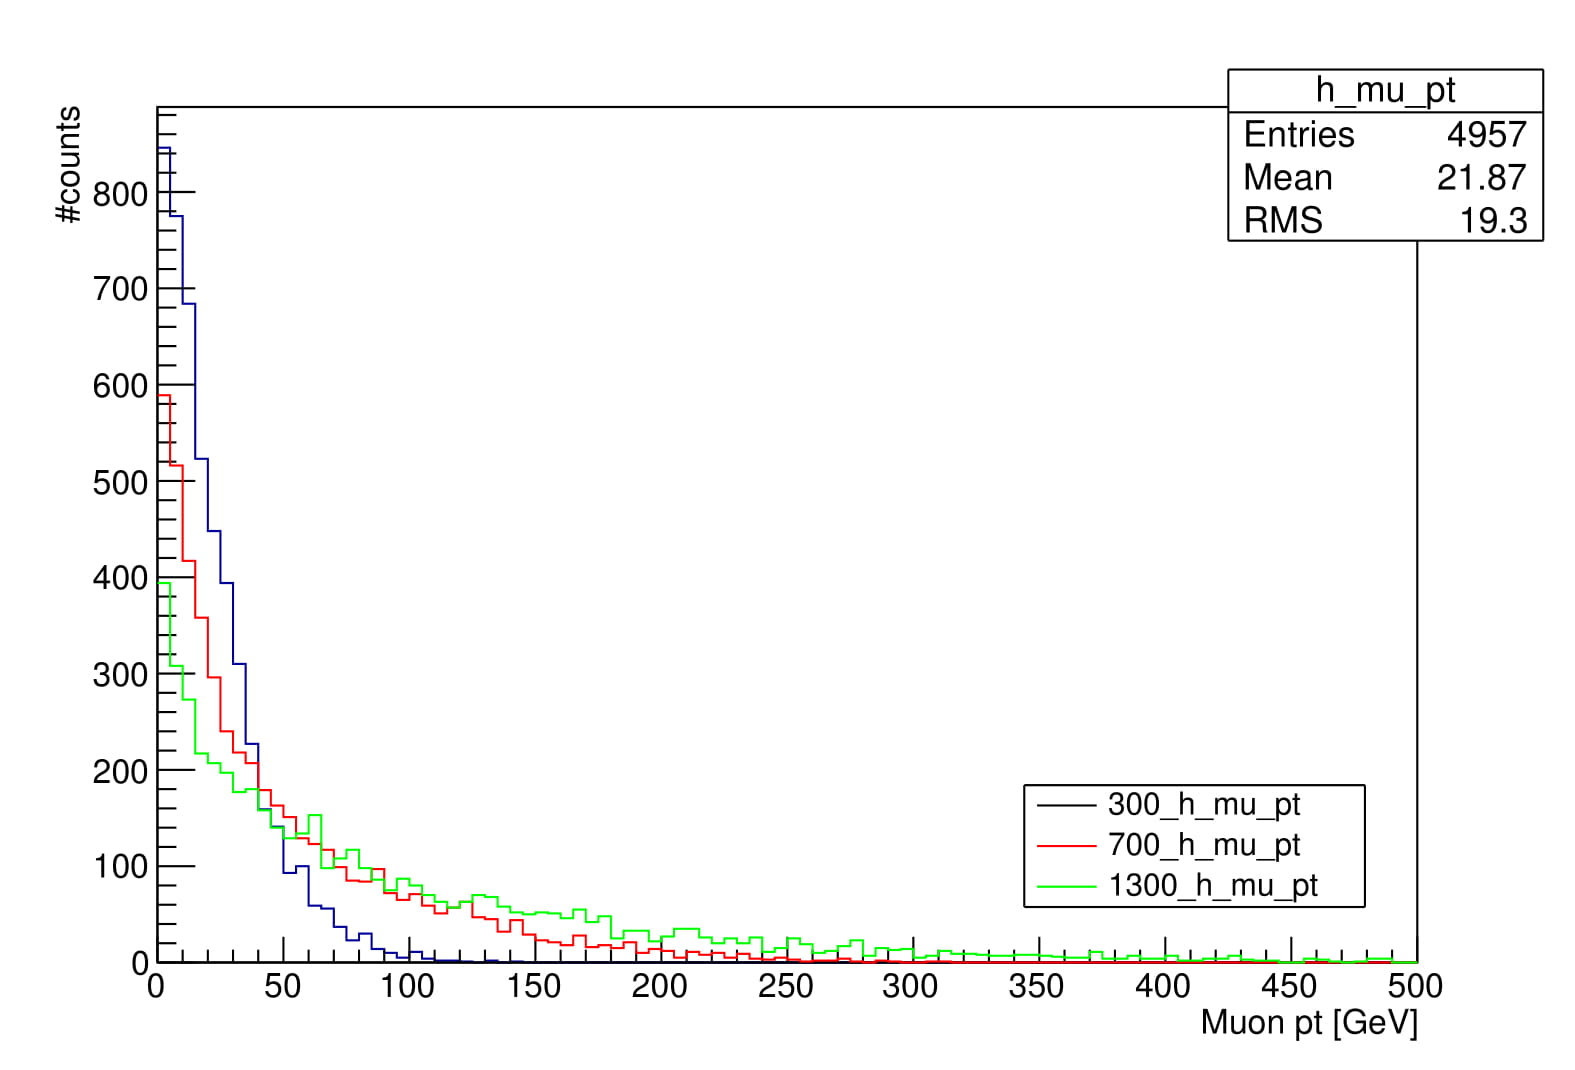 h_mu_pt
Entries 4957
Mean 21.87
RMS 19.3
#counts
800
700
600
500
400
300
200
100
0
300_h_mu_pt
700_h_mu_pt
1300_h_mu_pt
0 50 100 150 200 250 300 350 400 450 500
Muon pt [GeV]